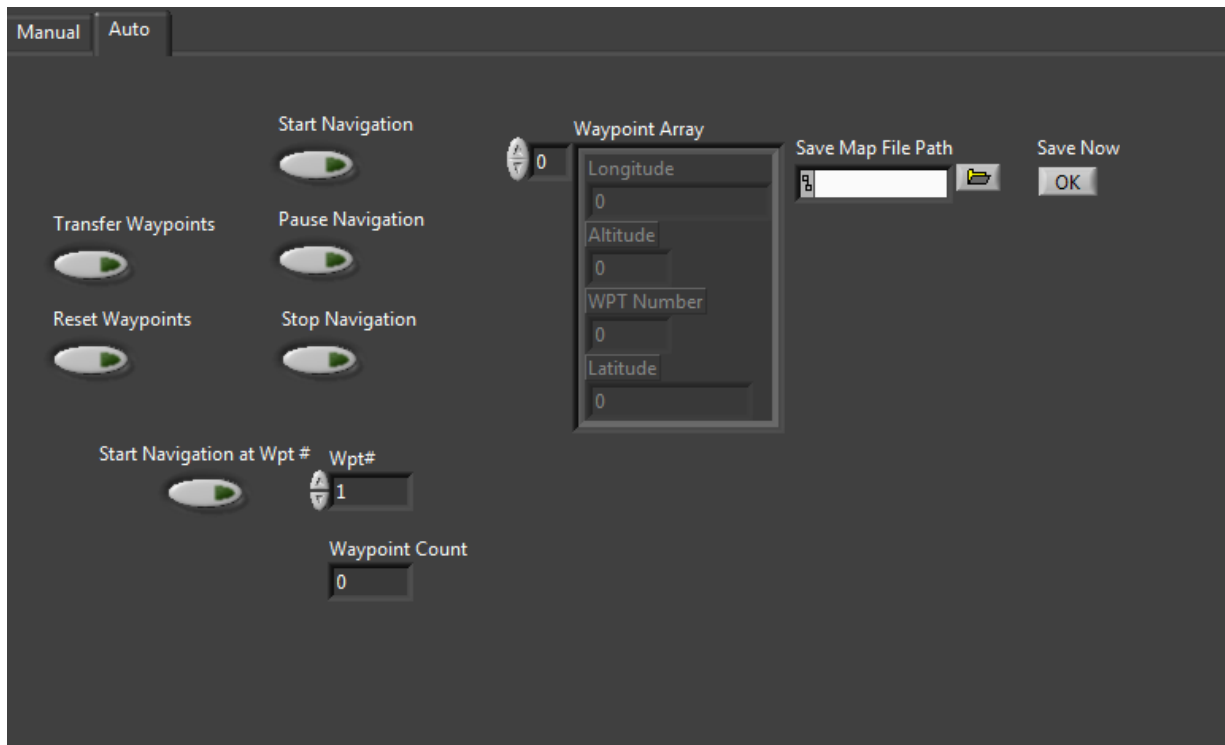 Manual
Auto
Start Navigation
Waypoint Array
0
Save Map File Path
Save Now
OK
Longitude
0
Transfer Waypoints
Pause Navigation
Altitude
0
WPT Number
0
Reset Waypoints
Stop Navigation
Latitude
0
Start Navigation at Wpt #
Wpt#
1
Waypoint Count
0